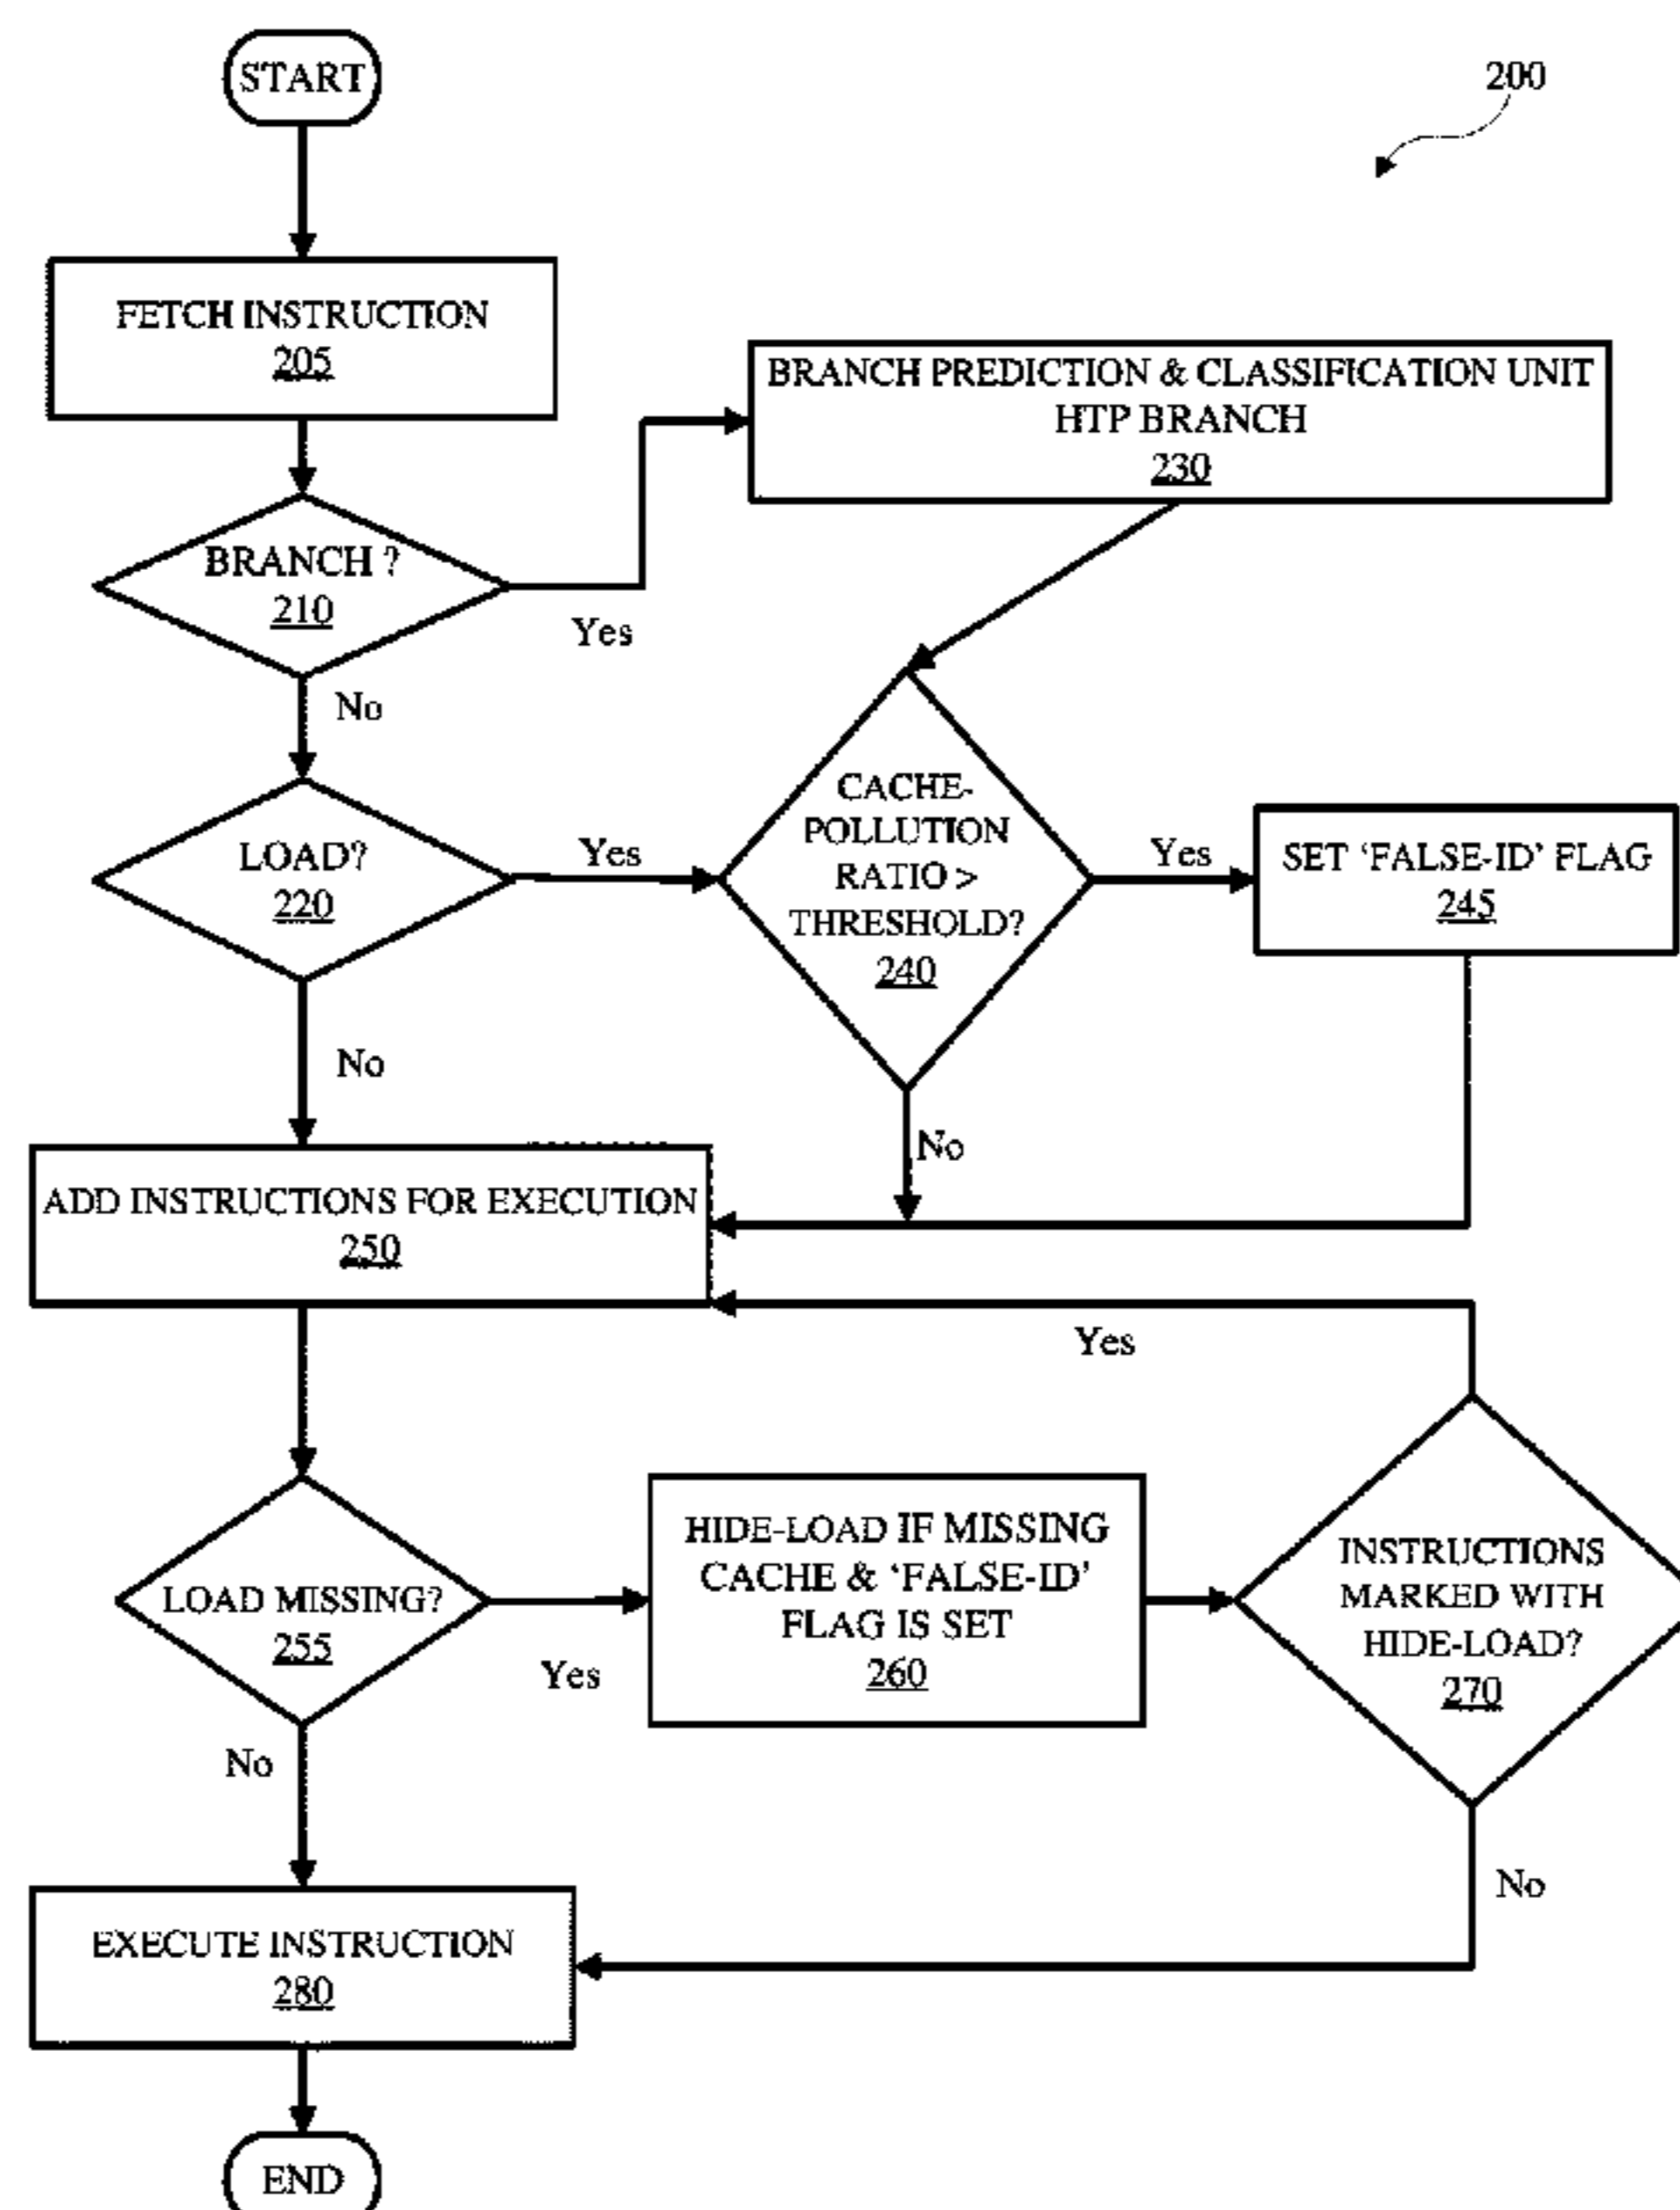 START
200
FETCH INSTRUCTION
205
BRANCH PREDICTION & CLASSIFICATION UNIT
HTP BRANCH
230
BRANCH ?
210
Yes
No
CACHE-
POLLUTION
RATIO >
THRESHOLD?
240
LOAD?
220
Yes
Yes
SET ‘FALSE-ID’ FLAG
245
No
No
ADD INSTRUCTIONS FOR EXECUTION
250
Yes
LOAD MISSING?
255
Yes
HIDE-LOAD IF MISSING
CACHE & ‘FALSE-ID’
FLAG IS SET
260
INSTRUCTIONS
MARKED WITH
HIDE-LOAD?
270
No
No
EXECUTE INSTRUCTION
280
END